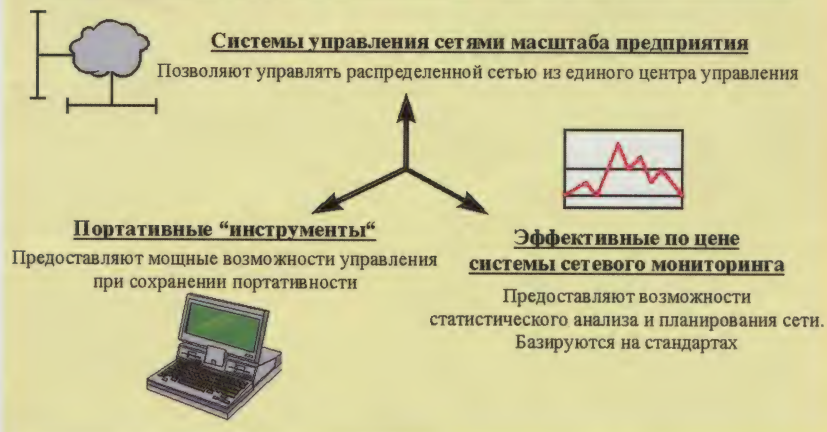 Системы управления сетями масштаба предприятия
Позволяют управлять распределенной сетью из единого центра управления
Портативные “инструменты“
Предоставляют мощные возможности управления
при сохранении портативности
Эффективные по цене
системы сетевого мониторинга
Предоставляют возможности
статистического анализа и планирования сети.
Базируются на стандартах